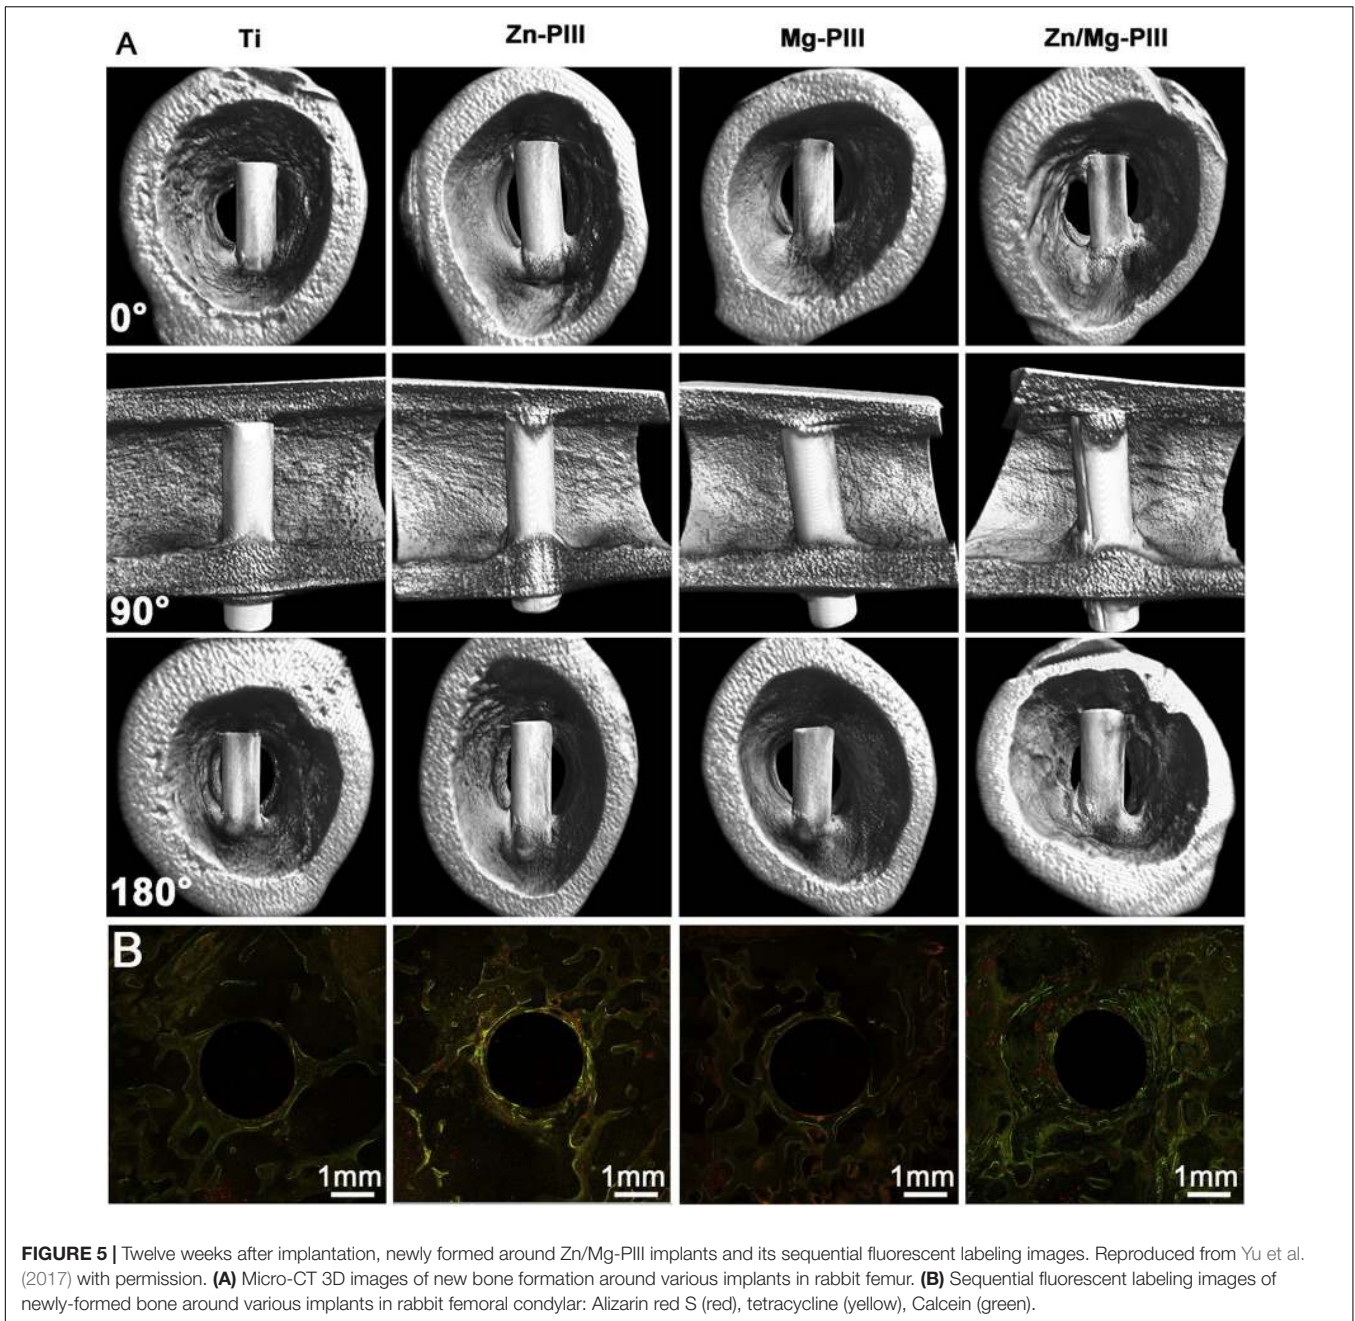 A
Ti
Zn-PIII
Mg-PIII
Zn/Mg-PIII
0°
90°
180°
B
1mm
1mm
1mm
1mm
FIGURE 5 | Twelve weeks after implantation, newly formed around Zn/Mg-PIII implants and its sequential fluorescent labeling images. Reproduced from Yu et al.
(2017) with permission. (A) Micro-CT 3D images of new bone formation around various implants in rabbit femur. (B) Sequential fluorescent labeling images of
newly-formed bone around various implants in rabbit femoral condylar: Alizarin red S (red), tetracycline (yellow), Calcein (green).